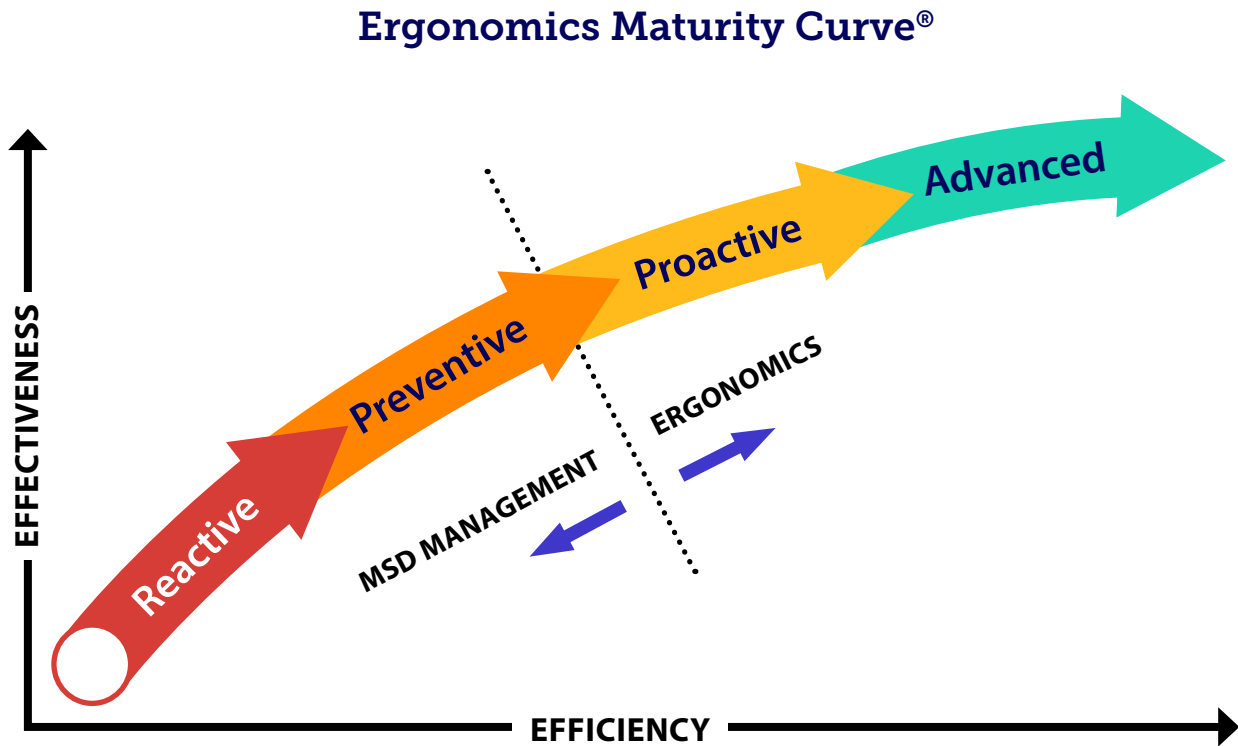 Ergonomics Maturity Curve®
Advanced
Proactive
Preventive
Reactive
ERGONOMICS
MSD MANAGEMENT
EFFECTIVENESS
EFFICIENCY